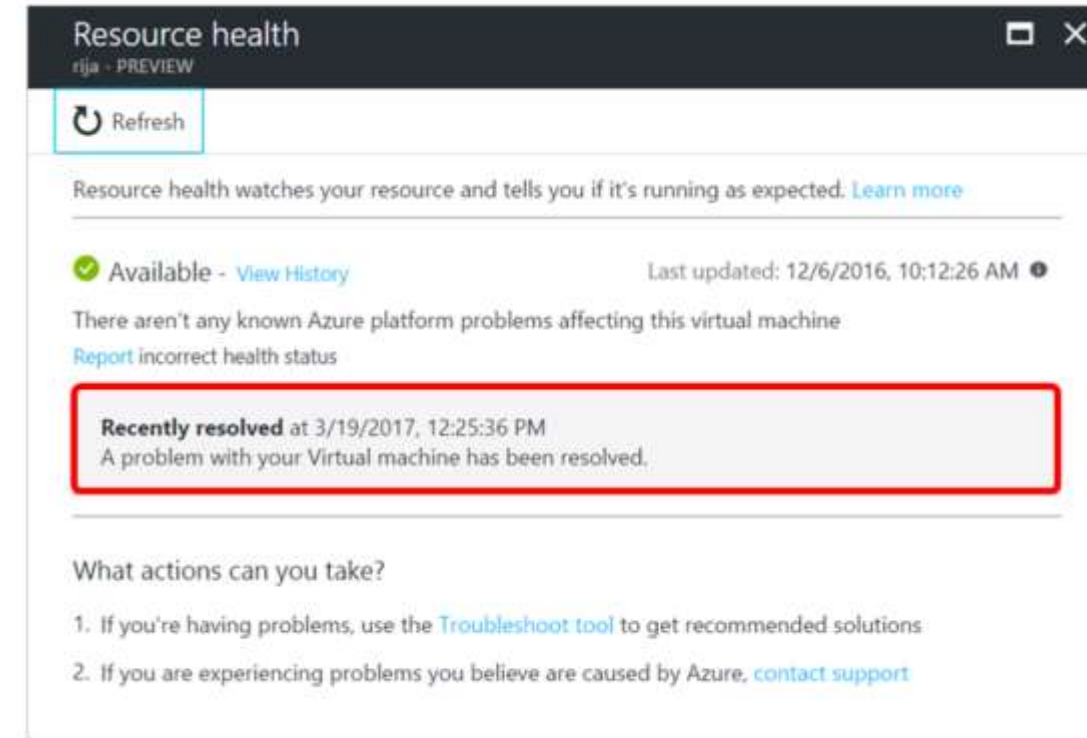 Resource health
rija - PREVIEW
Refresh
Resource health watches your resource and tells you if it's running as expected. Learn more
Available - View History
Last updated: 12/6/2016, 10:12:26 AM
There aren't any known Azure platform problems affecting this virtual machine
Report incorrect health status
Recently resolved at 3/19/2017, 12:25:36 PM
A problem with your Virtual machine has been resolved.
What actions can you take?
1. If you're having problems, use the Troubleshoot tool to get recommended solutions
2. If you are experiencing problems you believe are caused by Azure, contact support